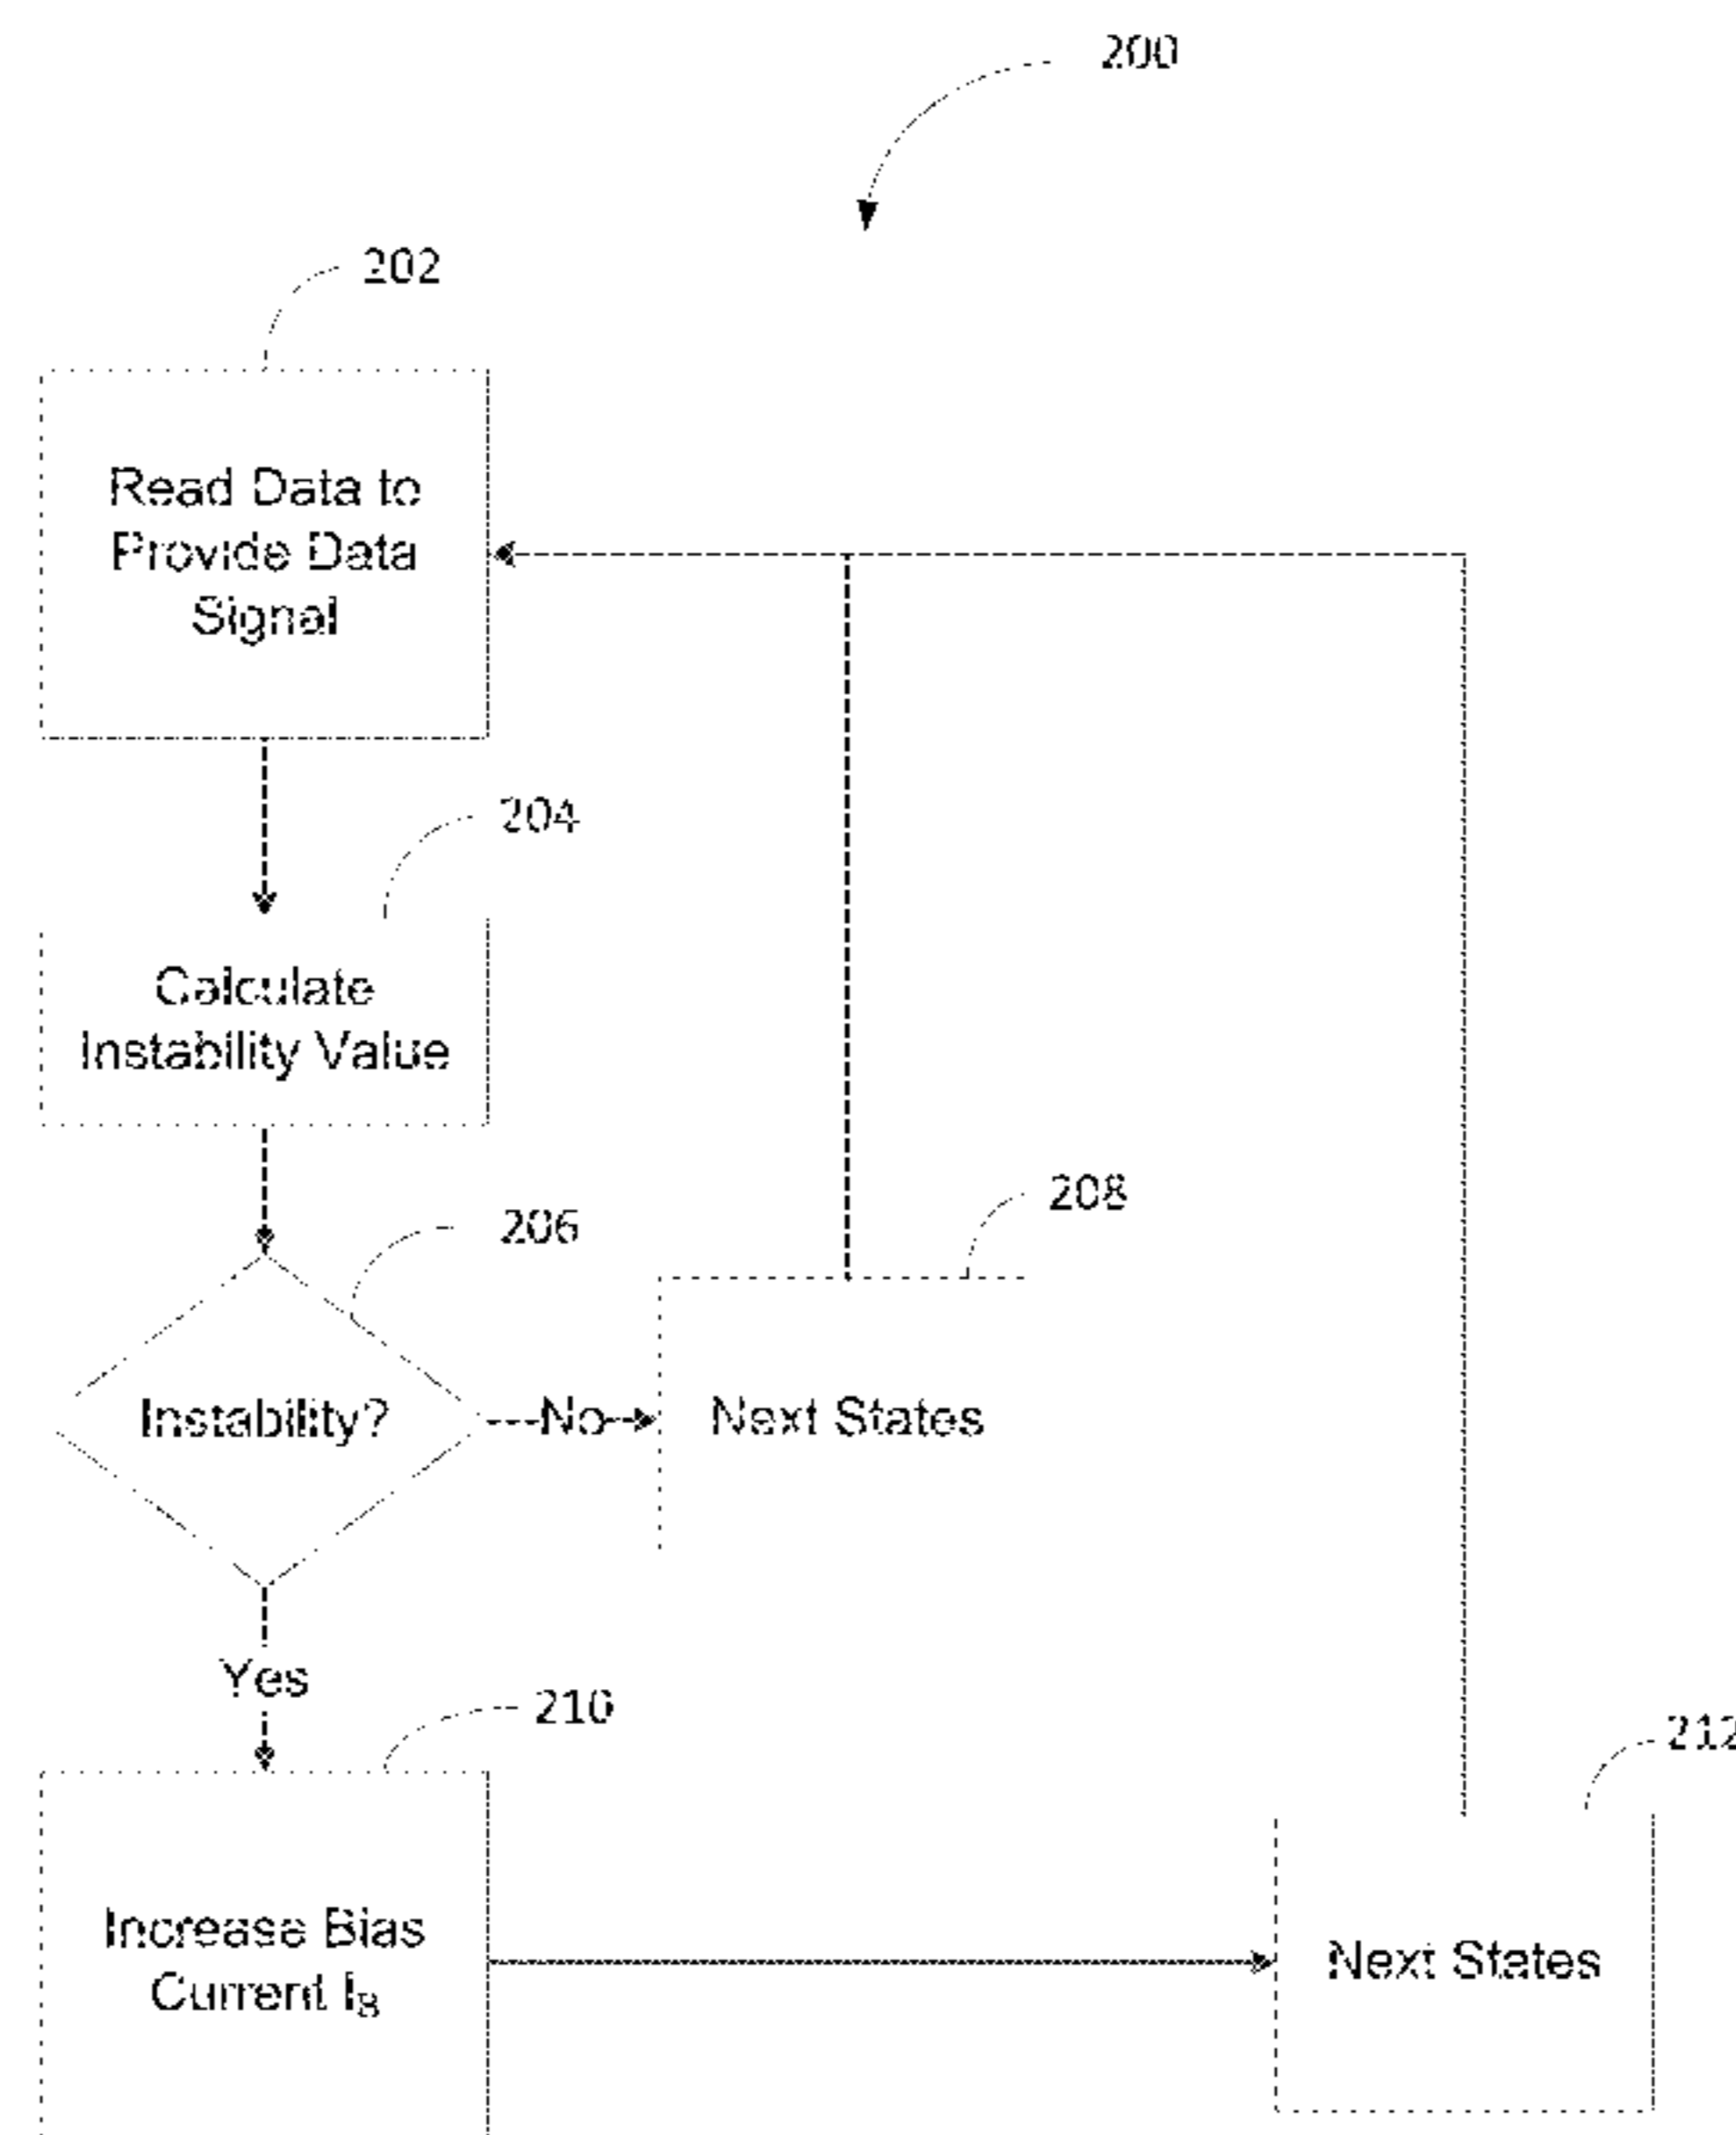 200
202
Read Data to
Provide Data
Signal
204
Calculate
Instability Value
206
Instability?
No
208
Next States
Yes
210
Increase Bias
Current IB
212
Next States